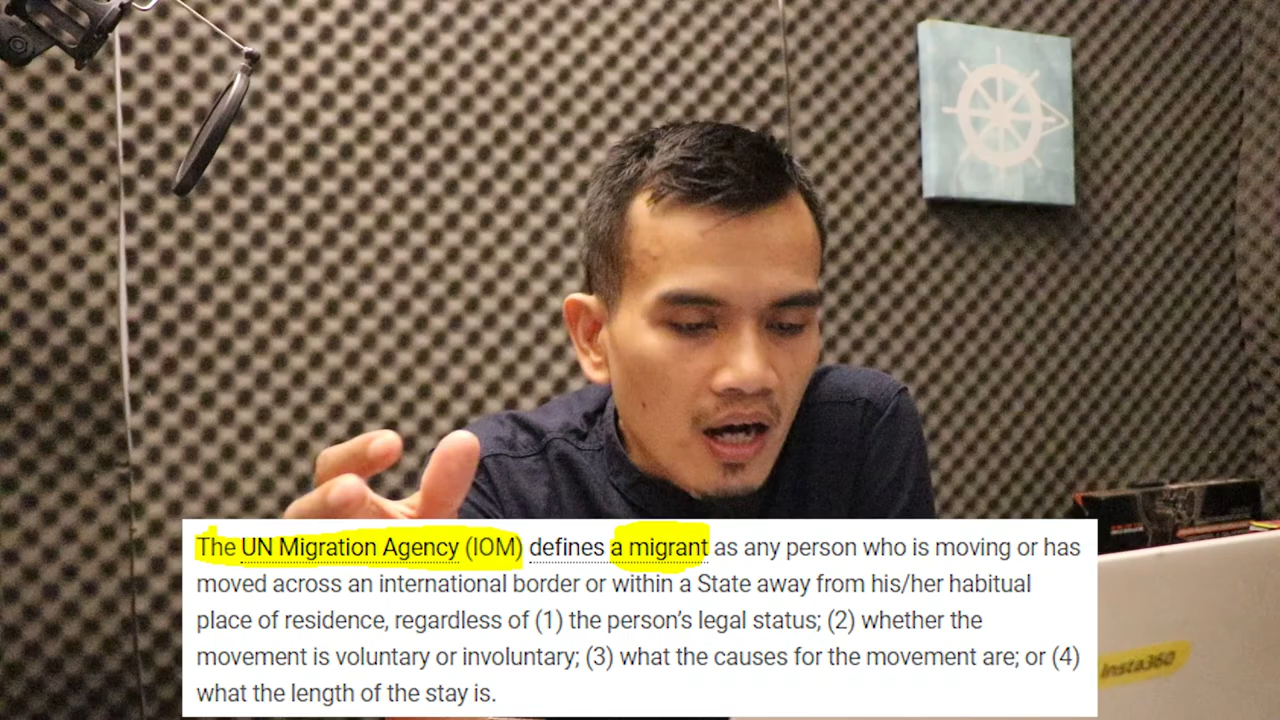 The UN Migration Agency (IOM) defines a migrant as any person who is moving or has
moved across an international border or within a State away from his/her habitual
place of residence, regardless of (1) the person's legal status; (2) whether the
movement is voluntary or involuntary; (3) what the causes for the movement are; or (4)
what the length of the stay is.
Insta360